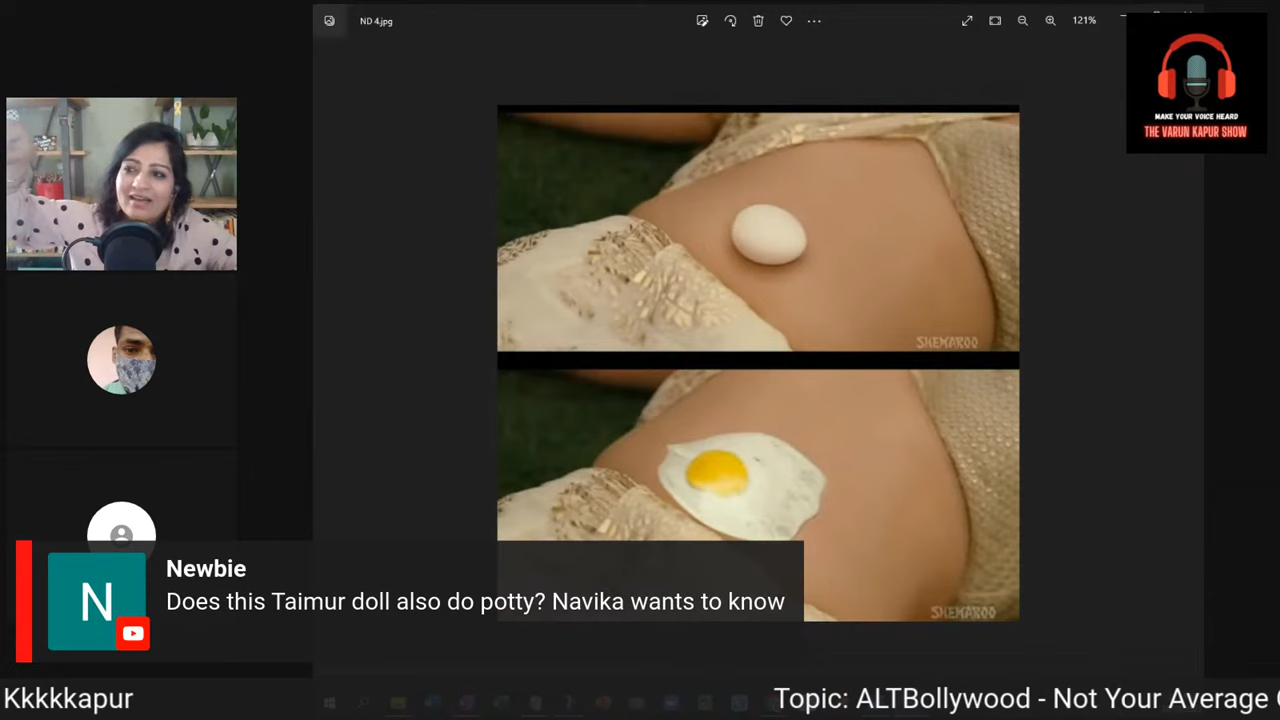 ND 4.jpg
121%
MAKE YOUR VOICE HEARD
THE VARUN KAPUR SHOW
SHEMAROO
SHEMAROO
N
Newbie
Does this Taimur doll also do potty? Navika wants to know
Kkkkkapur
Topic: ALTBollywood - Not Your Average